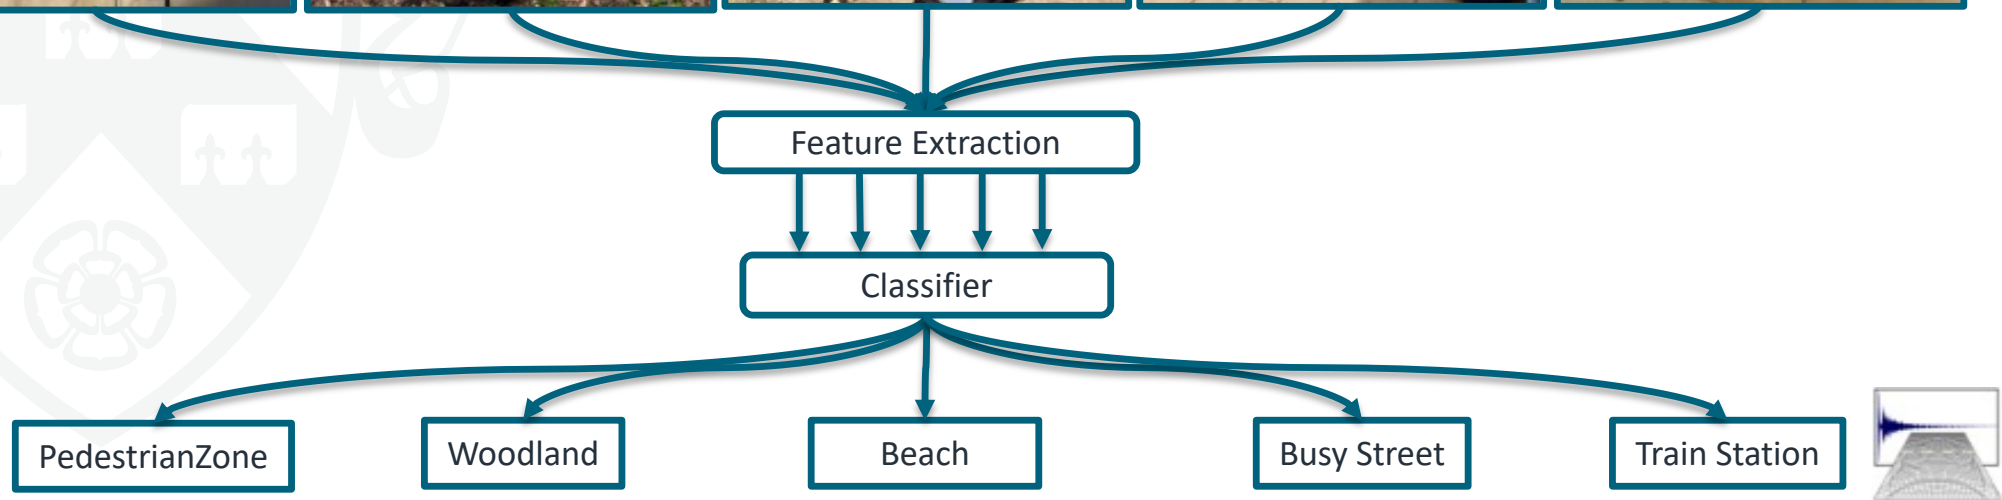 Feature Extraction
Classifier
PedestrianZone
Woodland
Beach
Busy Street
Train Station